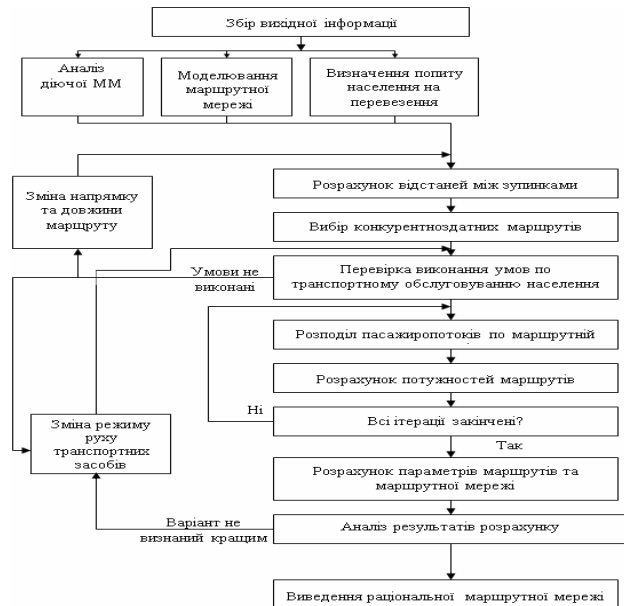 Збір вихідної інформації
Аналіз
діючої ММ
Моделювання
маршрутної
мережі
Визначення попиту
населення на
перевезення
Зміна напрямку
та довжини
маршруту
Розрахунок відстаней між зупинками
Вибір конкурентноздатних маршрутів
Умови не
виконані
Перевірка виконання умов по
транспортному обслуговуванню населення
Розподіл пасажиропотоків по маршрутній
Розрахунок потужностей маршрутів
Ні
Всі ітерації закінчені?
Так
Зміна режиму
руху
транспортних
засобів
Розрахунок параметрів маршрутів та
маршрутної мережі
Варіант не
визнаний кращим
Аналіз результатів розрахунку
Виведення раціональної маршрутної мережі